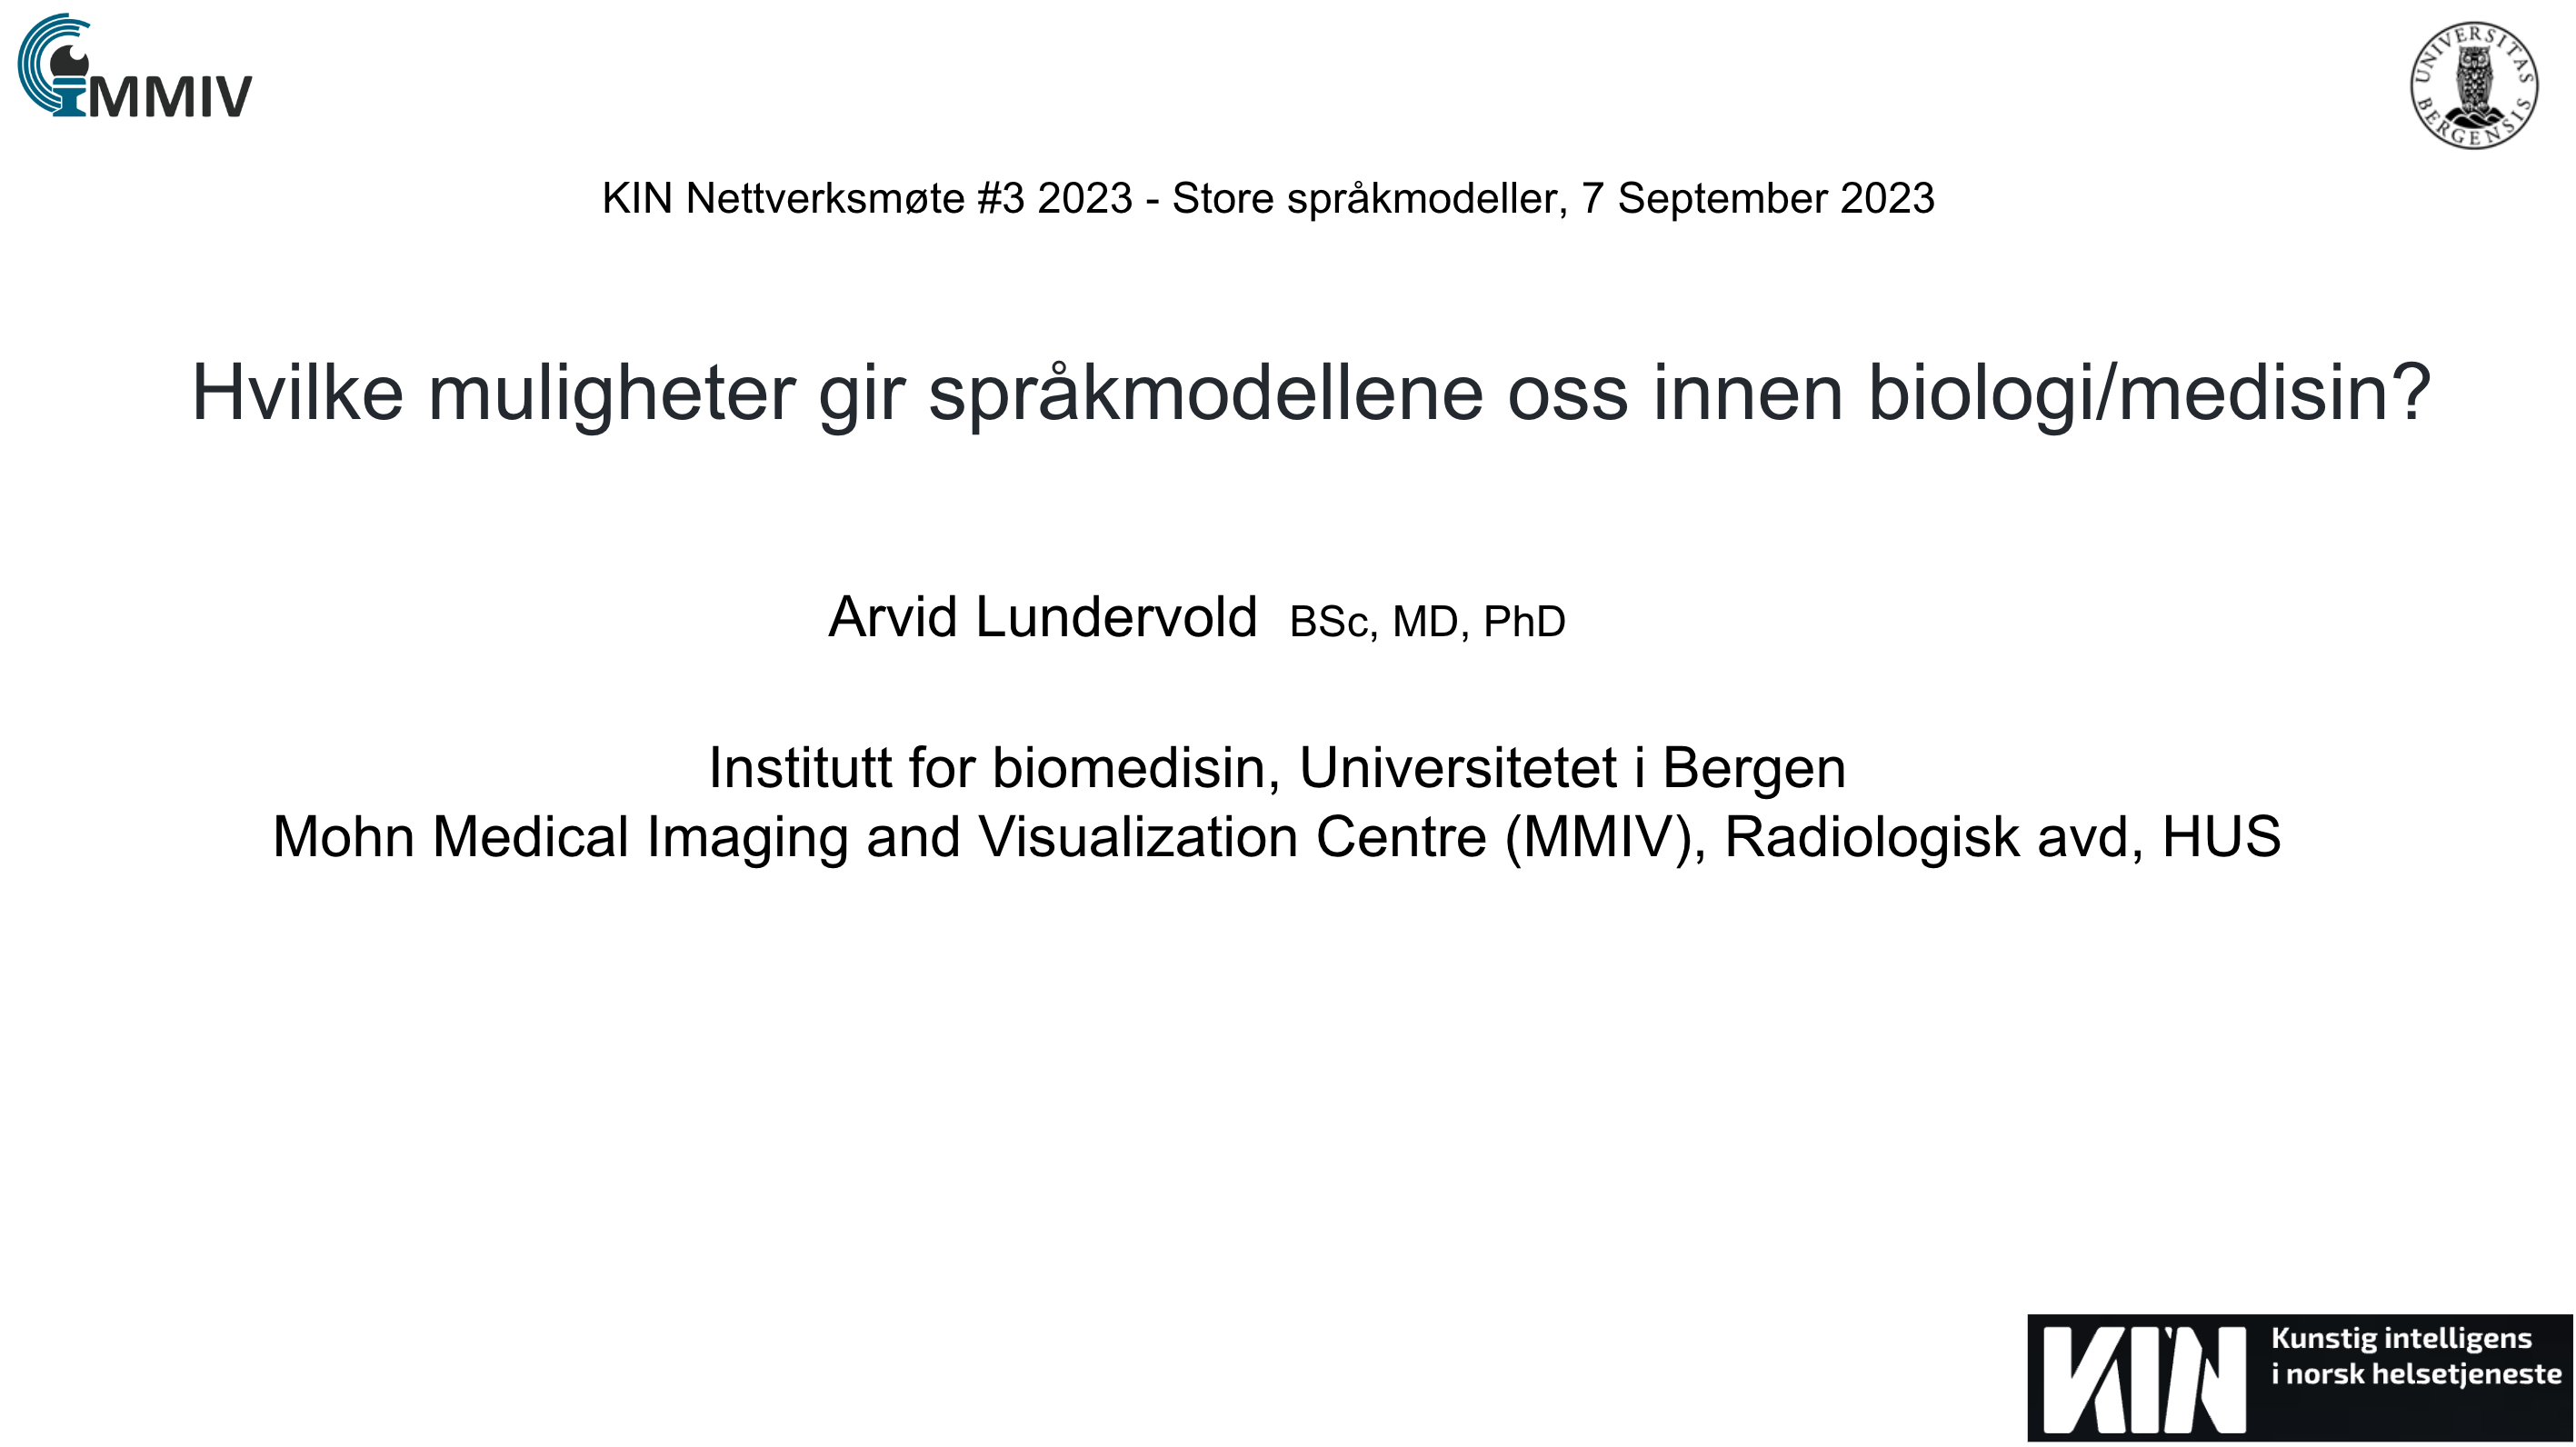 MMIV
UNIVERSITAS BERGENSIS
KIN Nettverksmøte #3 2023 - Store språkmodeller, 7 September 2023
Hvilke muligheter gir språkmodellene oss innen biologi/medisin?
Arvid Lundervold BSc, MD, PhD
Institutt for biomedisin, Universitetet i Bergen
Mohn Medical Imaging and Visualization Centre (MMIV), Radiologisk avd, HUS
KIN
Kunstig intelligens
i norsk helsetjeneste